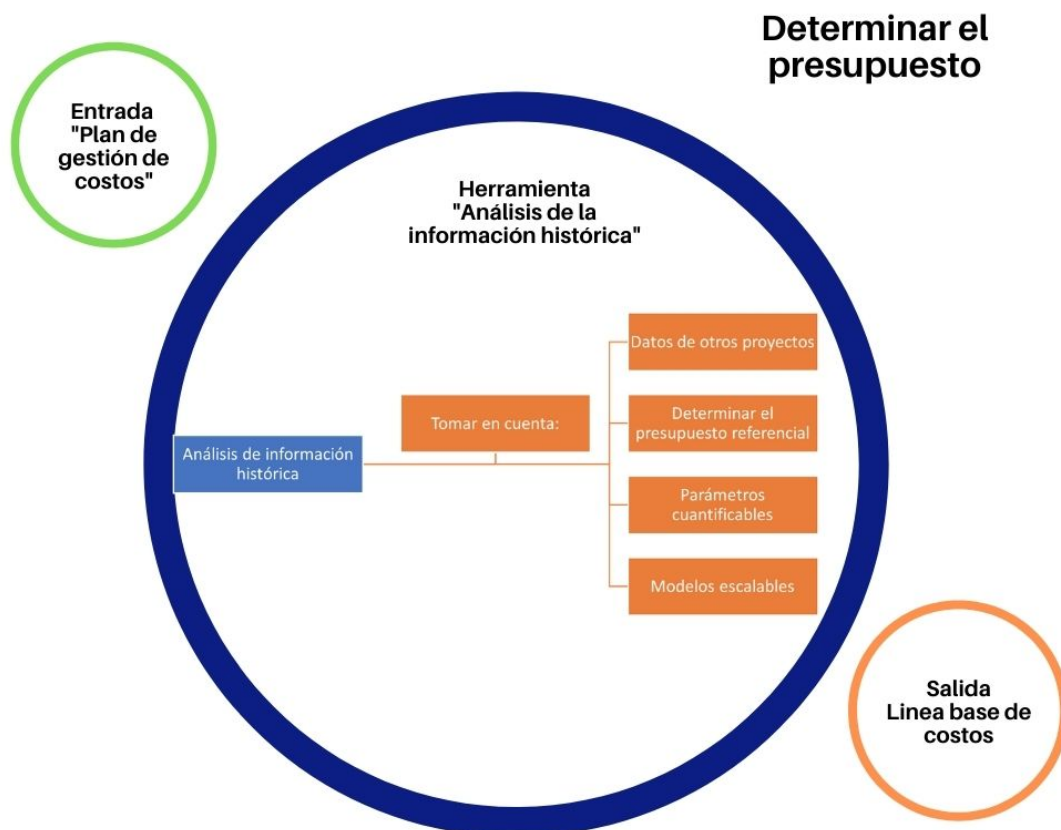 Determinar el
presupuesto
Entrada
"Plan de
gestión de
costos"
Herramienta
"Análisis de la
información histórica"
Análisis de información
histórica
Tomar en cuenta:
Datos de otros proyectos
Determinar el
presupuesto referencial
Parámetros
cuantificables
Modelos escalables
Salida
Linea base de
costos